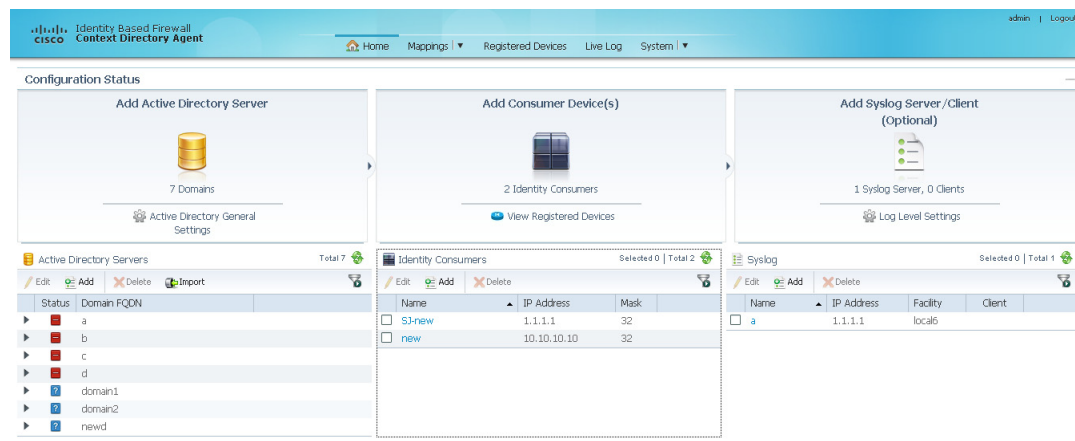 admin | Logout
CISCO Identity Based Firewall
Context Directory Agent
Home Mappings Registered Devices Live Log System
Configuration Status
Add Active Directory Server
7 Domains
Active Directory General
Settings
Add Consumer Device(s)
2 Identity Consumers
View Registered Devices
Add Syslog Server/Client
(Optional)
1 Syslog Server, 0 Clients
Log Level Settings
Active Directory Servers Total 7
Edit Add Delete Import
Status Domain FQDN
a
b
c
d
? domain1
? domain2
? newd
Identity Consumers Selected 0 | Total 2
Edit Add Delete
Name IP Address Mask
SJ-new 1.1.1.1 32
new 10.10.10.10 32
Syslog Selected 0 | Total 1
Edit Add Delete
Name IP Address Facility Client
a 1.1.1.1 local6